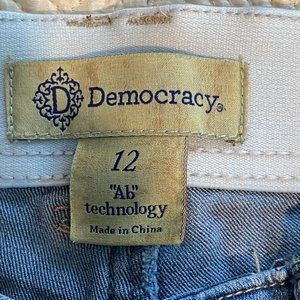 D Democracy®
12
"Ab"
technology
Made in China